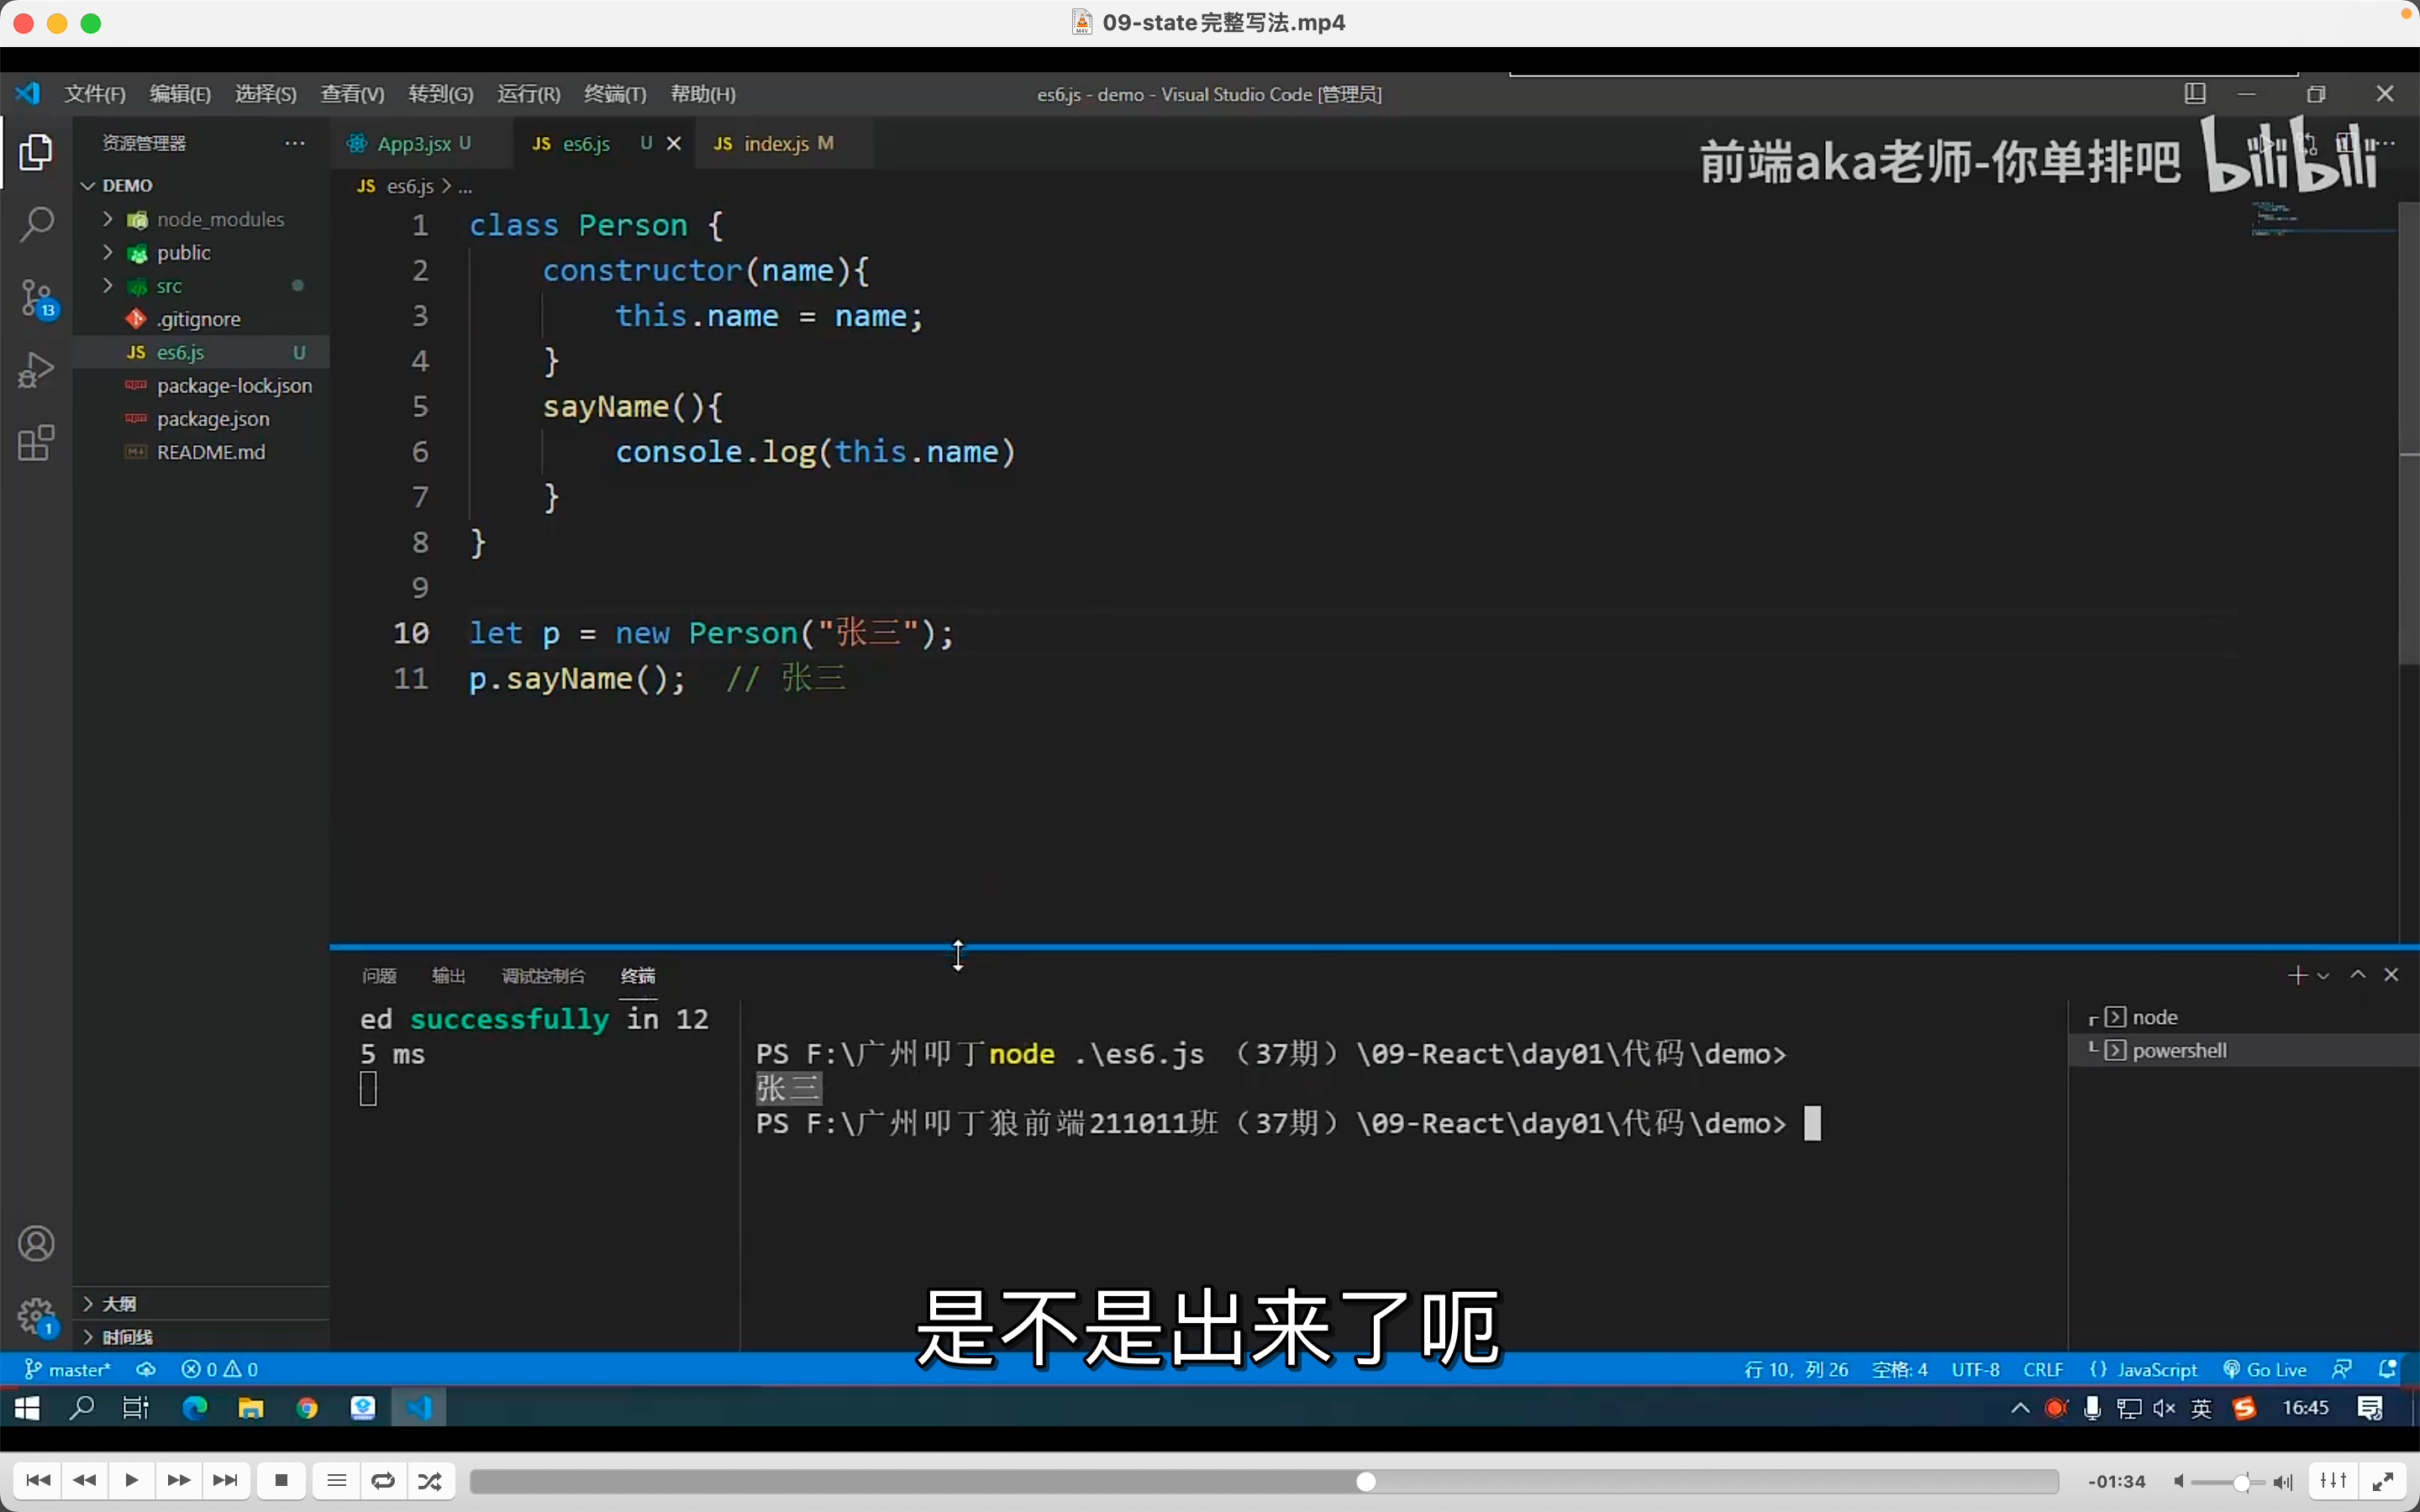 09-state完整写法.mp4
文件(F) 编辑(E) 选择(S) 查看(V) 转到(G) 运行(R) 终端(T) 帮助(H)
es6.js - demo - Visual Studio Code [管理员]
资源管理器 ···
App3.jsx U
JS es6.js U
JS index.js M
前端aka老师-你单排吧 bilibili
JS es6.js > ...
DEMO
node_modules
public
src
.gitignore
JS es6.js U
package-lock.json
package.json
README.md
13
1 class Person {
2 constructor(name){
3 this.name = name;
4 }
5 sayName(){
6 console.log(this.name)
7 }
8 }
9
10 let p = new Person("张三");
11 p.sayName(); // 张三
问题 输出 调试控制台 终端
ed successfully in 12
5 ms
PS F:\广州叩丁node .\es6.js （37期）\09-React\day01\代码\demo>
张三
PS F:\广州叩丁狼前端211011班（37期）\09-React\day01\代码\demo>
node
powershell
大纲
时间线
1
是不是出来了呃
master* 0 0
行 10，列 26 空格: 4 UTF-8 CRLF {} JavaScript Go Live
英 16:45
-01:34